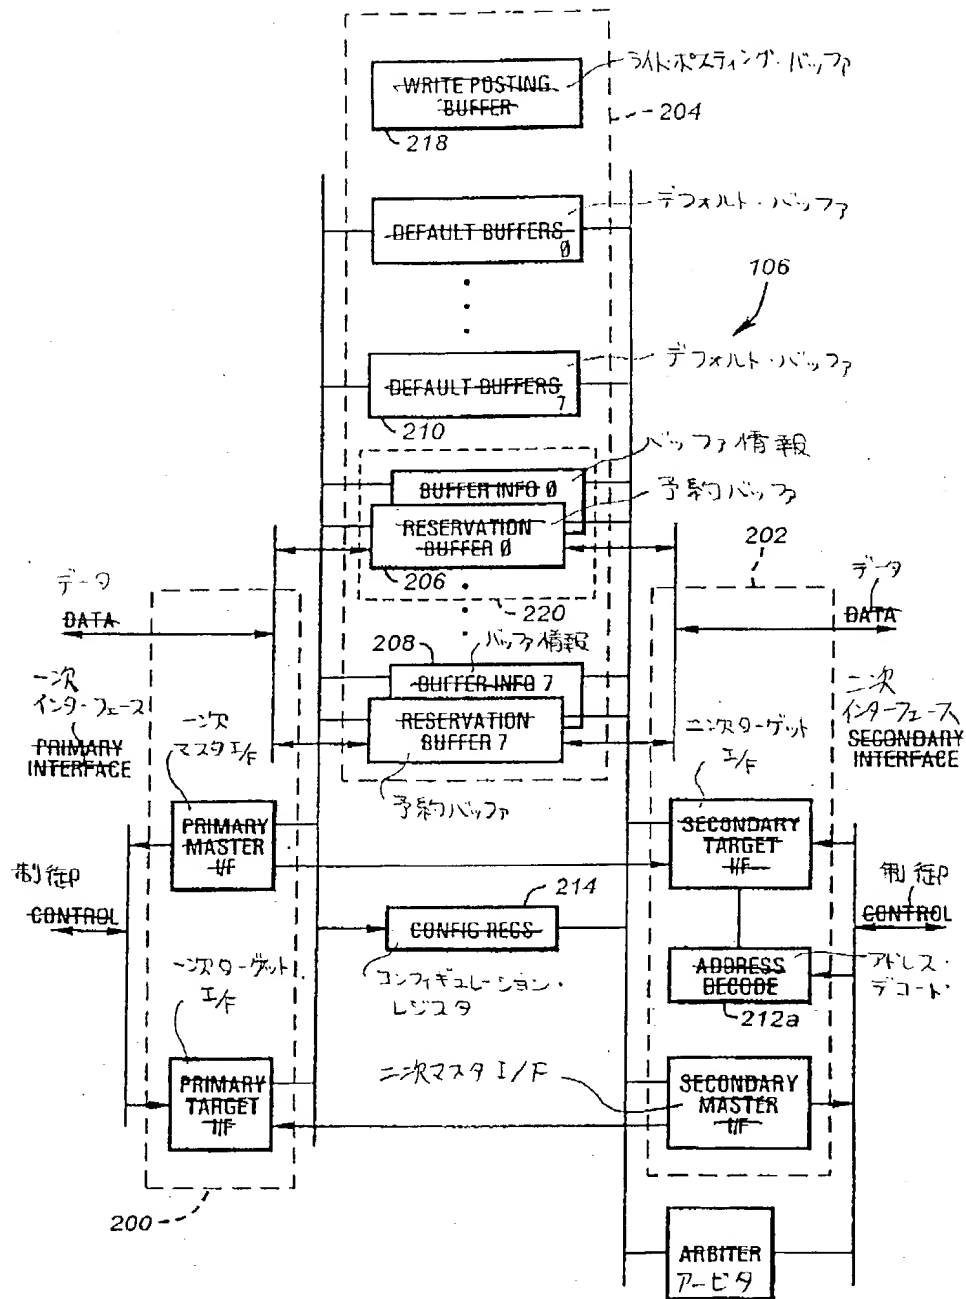 ライト・ポスティング・バッファ
WRITE POSTING
BUFFER
204
218
デフォルト・バッファ
DEFAULT BUFFERS
0
106
デフォルト・バッファ
DEFAULT BUFFERS
7
210
バッファ情報
BUFFER INFO 0
予約バッファ
RESERVATION
BUFFER 0
202
206
220
データ
DATA
データ
DATA
208
バッファ情報
BUFFER INFO 7
一次
インターフェース
PRIMARY
INTERFACE
一次
マスタI/F
RESERVATION
BUFFER 7
二次ターゲット
I/F
二次
インターフェース
SECONDARY
INTERFACE
予約バッファ
PRIMARY
MASTER
I/F
SECONDARY
TARGET
I/F
制御
CONTROL
214
CONFIG REGS
制御
CONTROL
一次ターゲット
I/F
コンフィギュレーション・
レジスタ
ADDRESS
DECODE
アドレス・
デコード
212a
二次マスタ I/F
PRIMARY
TARGET
I/F
SECONDARY
MASTER
I/F
200
ARBITER
アービタ